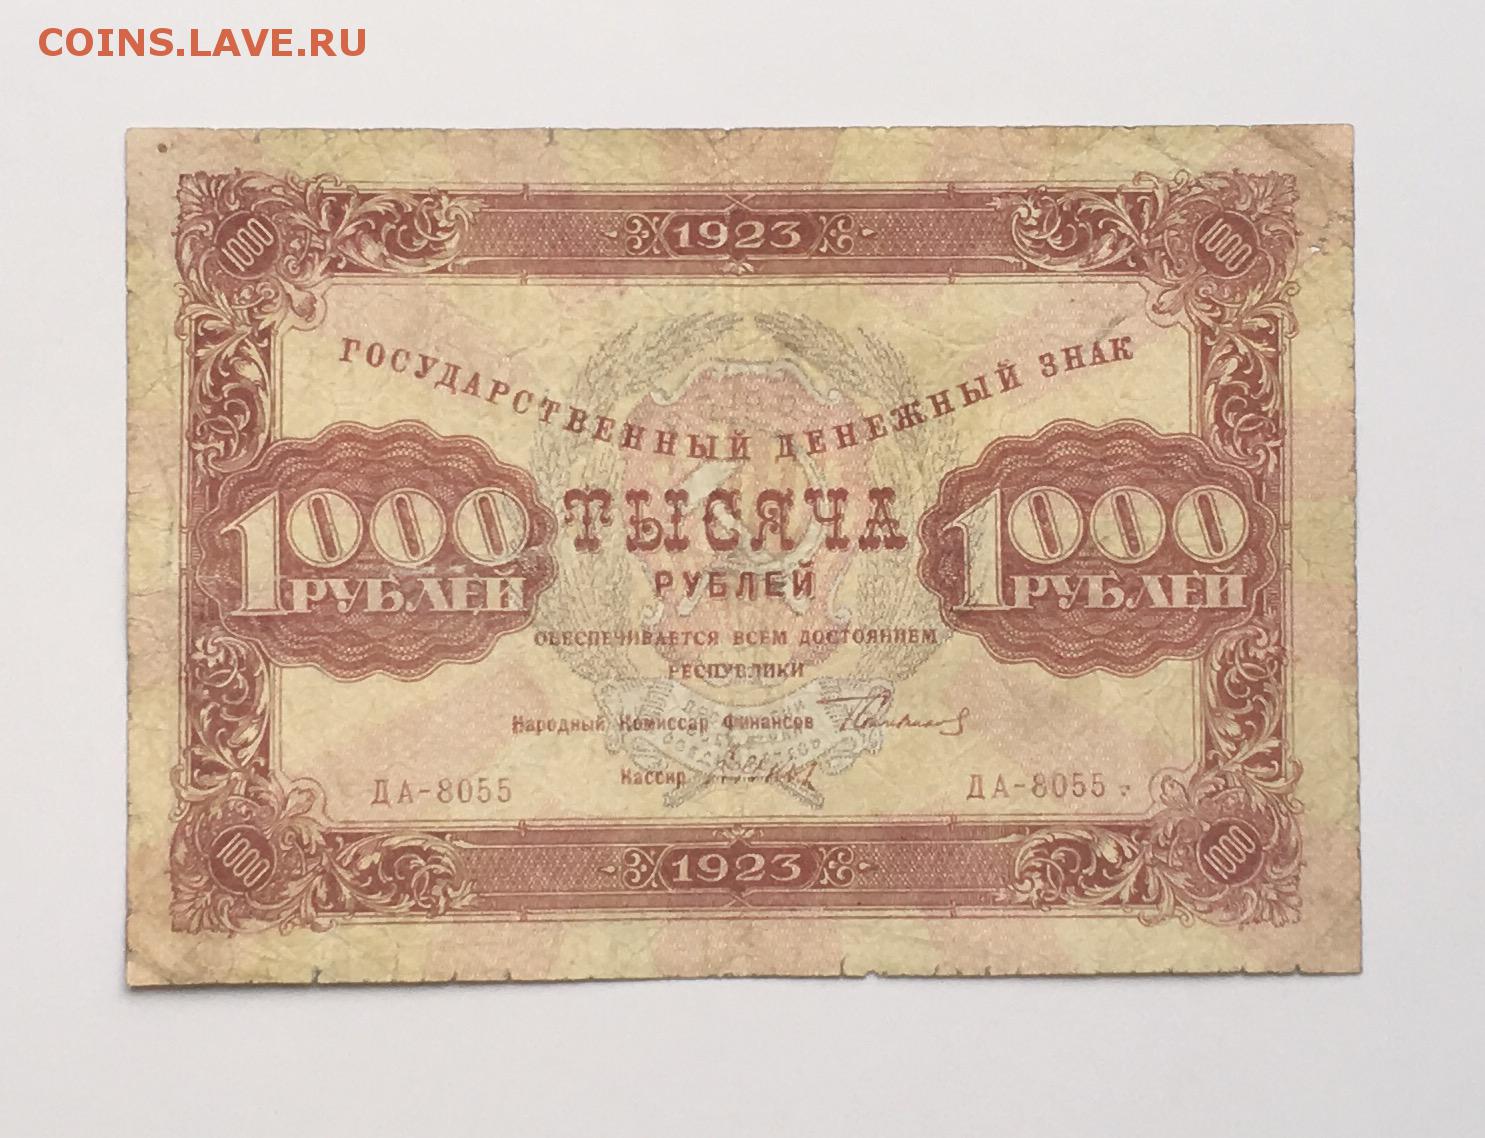 COINS.LAVE.RU
1923
1000 1000
ГОСУДАРСТВЕННЫЙ ДЕНЕЖНЫЙ ЗНАК
1000 РУБЛЕЙ
ТЫСЯЧА
РУБЛЕЙ
1000 РУБЛЕЙ
ОБЕСПЕЧИВАЕТСЯ ВСЕМ ДОСТОЯНИЕМ
РЕСПУБЛИКИ
Народный Комиссар Финансов
Кассир
ДА-8055 ДА-8055
1000 1000
1923